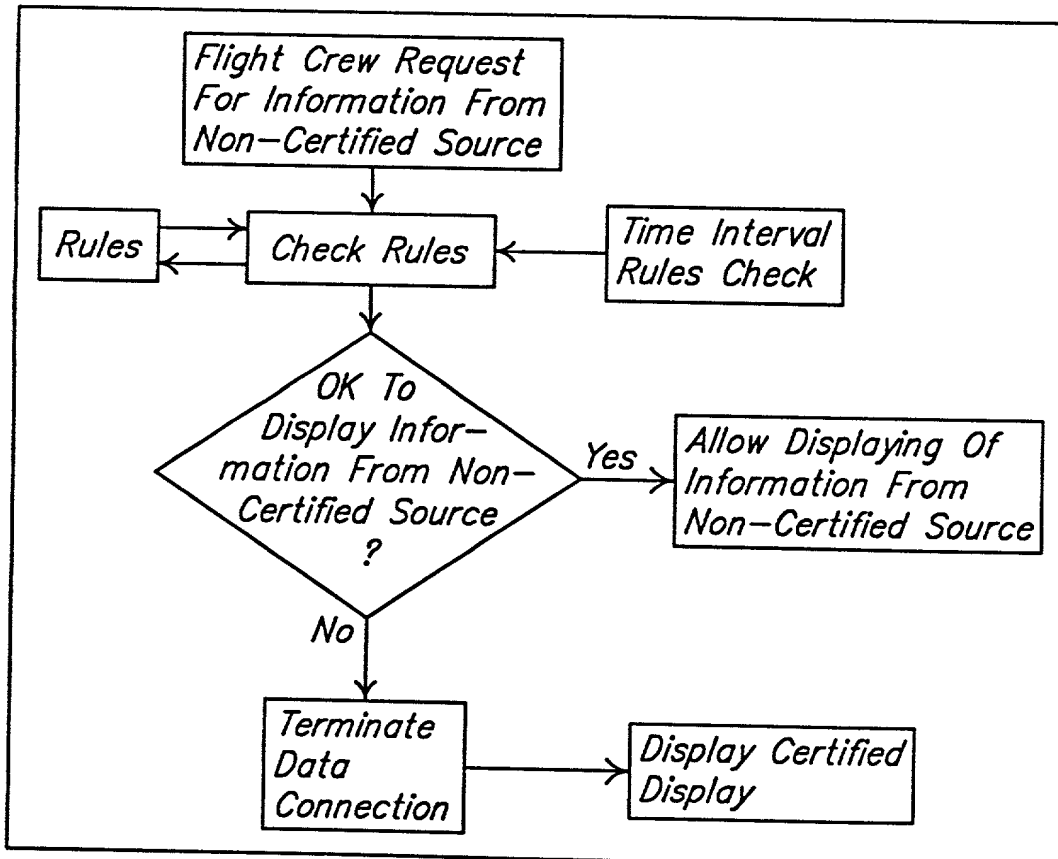 Flight Crew Request
For Information From
Non-Certified Source
Rules
Check Rules
Time Interval
Rules Check
OK To
Display Infor-
mation From Non-
Certified Source
?
Yes
Allow Displaying Of
Information From
Non-Certified Source
No
Terminate
Data
Connection
Display Certified
Display